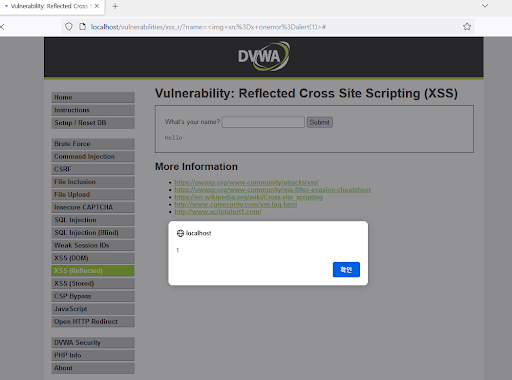 Vulnerability: Reflected Cross S
localhost/vulnerabilities/xss_r/?name=<img+src%3Dx+onerror%3Dalert(1)>#
DVWA
Home
Instructions
Setup / Reset DB
Brute Force
Command Injection
CSRF
File Inclusion
File Upload
Insecure CAPTCHA
SQL Injection
SQL Injection (Blind)
Weak Session IDs
XSS (DOM)
XSS (Reflected)
XSS (Stored)
CSP Bypass
JavaScript
Open HTTP Redirect
DVWA Security
PHP Info
About
Vulnerability: Reflected Cross Site Scripting (XSS)
What's your name?
Submit
Hello
More Information
https://owasp.org/www-community/attacks/xss/
https://owasp.org/www-community/xss-filter-evasion-cheatsheet
https://en.wikipedia.org/wiki/Cross-site_scripting
http://www.cgisecurity.com/xss-faq.html
http://www.scriptalert1.com/
localhost
1
확인